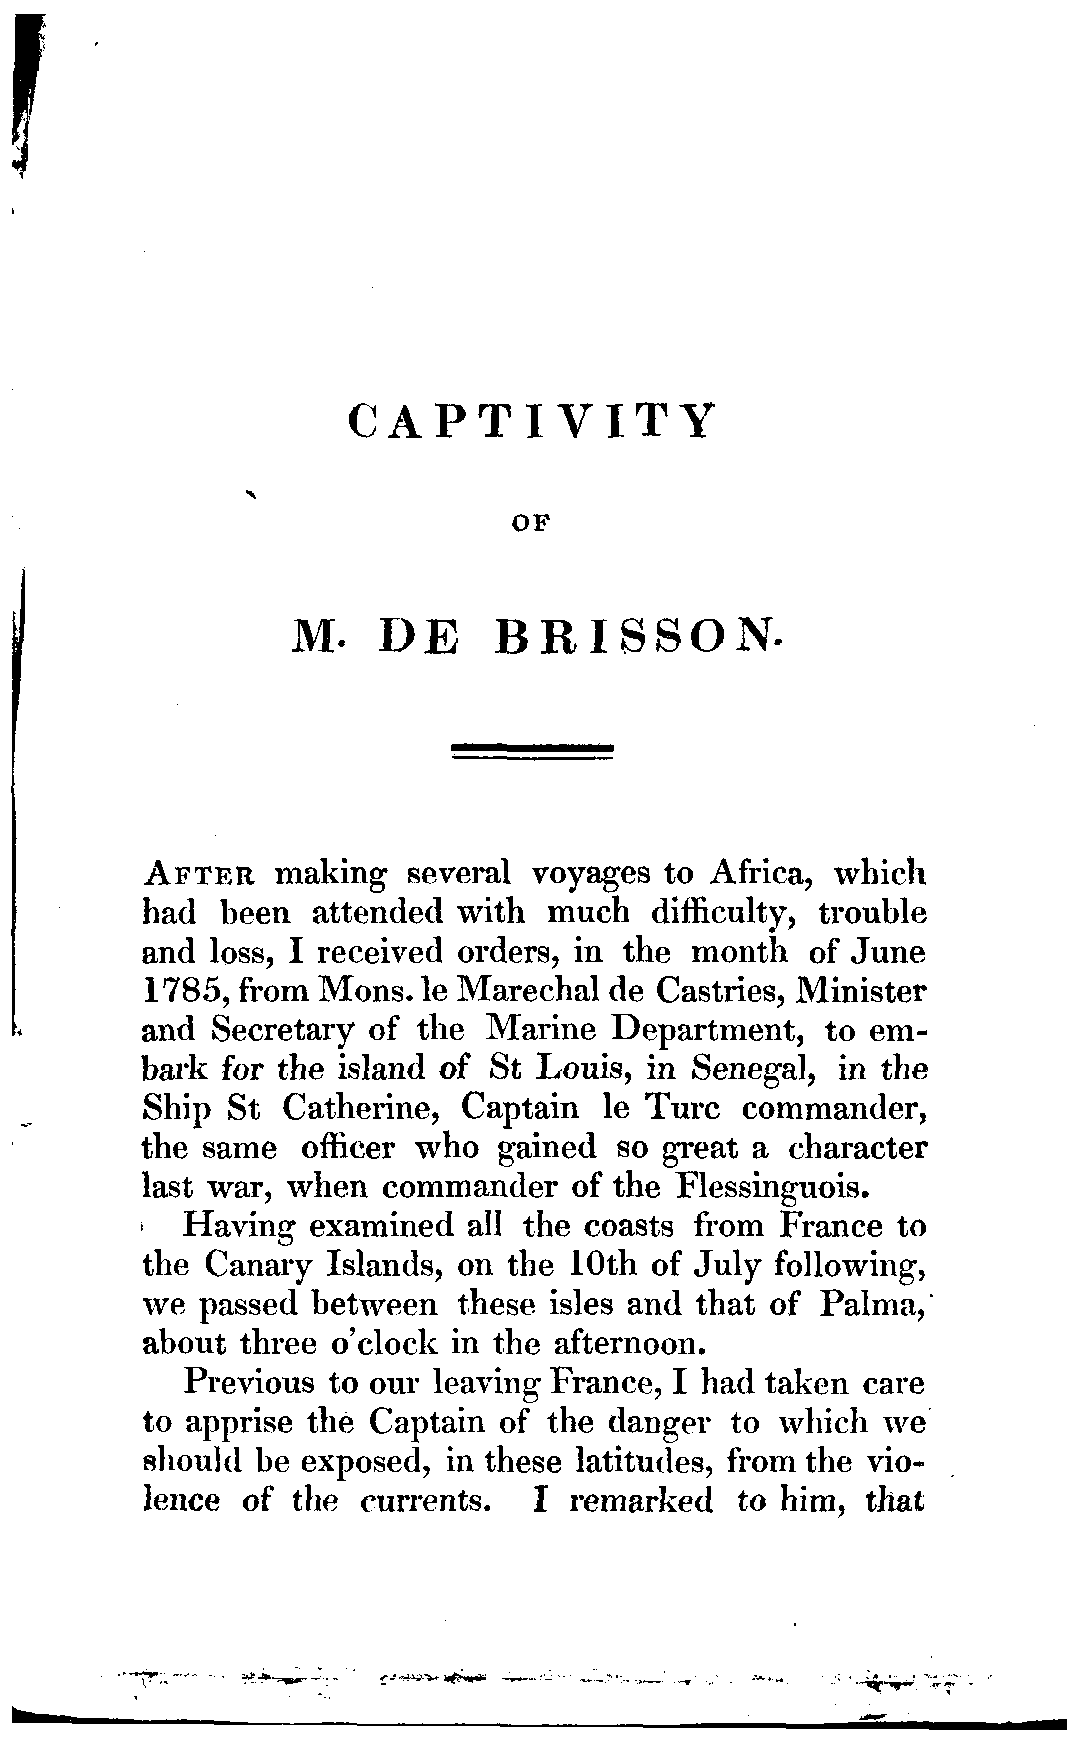 CAPTIVITY
OF
M. DE BRISSON.
AFTER making several voyages to Africa, which
had been attended with much difficulty, trouble
and loss, I received orders, in the month of June
1785, from Mons. le Marechal de Castries, Minister
and Secretary of the Marine Department, to em-
bark for the island of St Louis, in Senegal, in the
Ship St Catherine, Captain le Turc commander,
the same officer who gained so great a character
last war, when commander of the Flessinguois.
Having examined all the coasts from France to
the Canary Islands, on the 10th of July following,
we passed between these isles and that of Palma,
about three o'clock in the afternoon.
Previous to our leaving France, I had taken care
to apprise the Captain of the danger to which we
should be exposed, in these latitudes, from the vio-
lence of the currents. I remarked to him, that